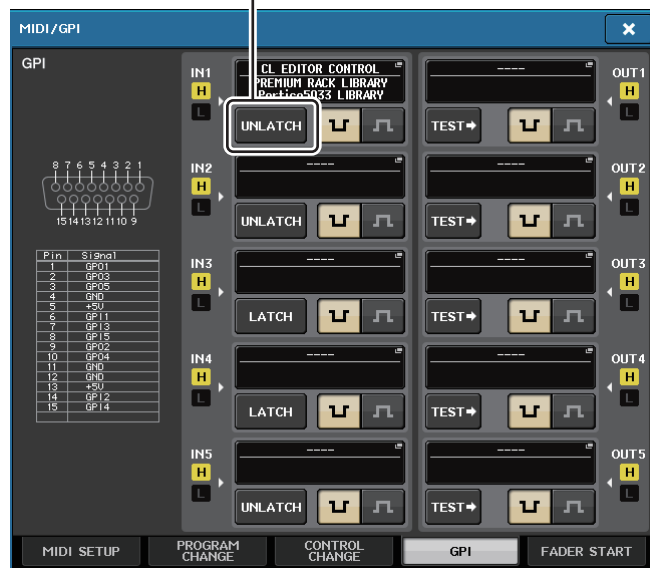 MIDI/GPI
GPI
8 7 6 5 4 3 2 1
15 14 13 12 11 10 9
Pin Signal
1 GPO1
2 GPO3
3 GPO5
4 GND
5 +5V
6 GPI1
7 GPI3
8 GPI5
9 GPO2
10 GPO4
11 GND
12 GND
13 +5V
14 GPI2
15 GPI4
IN1
H
L
CL EDITOR CONTROL
PREMIUM RACK LIBRARY
Portico5033 LIBRARY
UNLATCH
----
TEST→
OUT1
H
L
IN2
H
L
----
UNLATCH
----
TEST→
OUT2
H
L
IN3
H
L
----
LATCH
----
TEST→
OUT3
H
L
IN4
H
L
----
LATCH
----
TEST→
OUT4
H
L
IN5
H
L
----
UNLATCH
----
TEST→
OUT5
H
L
MIDI SETUP
PROGRAM
CHANGE
CONTROL
CHANGE
GPI
FADER START